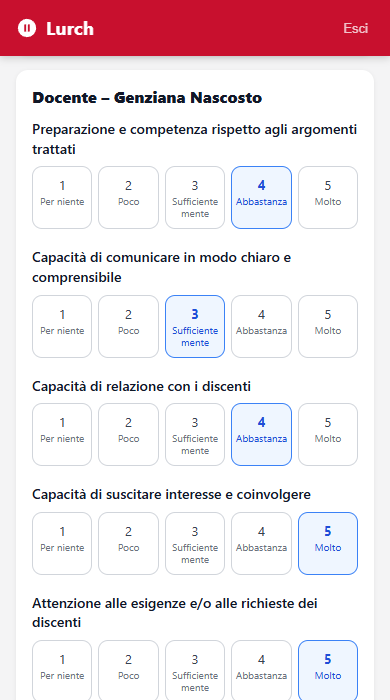 Lurch
Esci
Docente – Genziana Nascosto
Preparazione e competenza rispetto agli argomenti
trattati
1
Per niente
2
Poco
3
Sufficiente
mente
4
Abbastanza
5
Molto
Capacità di comunicare in modo chiaro e
comprensibile
1
Per niente
2
Poco
3
Sufficiente
mente
4
Abbastanza
5
Molto
Capacità di relazione con i discenti
1
Per niente
2
Poco
3
Sufficiente
mente
4
Abbastanza
5
Molto
Capacità di suscitare interesse e coinvolgere
1
Per niente
2
Poco
3
Sufficiente
mente
4
Abbastanza
5
Molto
Attenzione alle esigenze e/o alle richieste dei
discenti
1
Per niente
2
Poco
3
Sufficiente
mente
4
Abbastanza
5
Molto